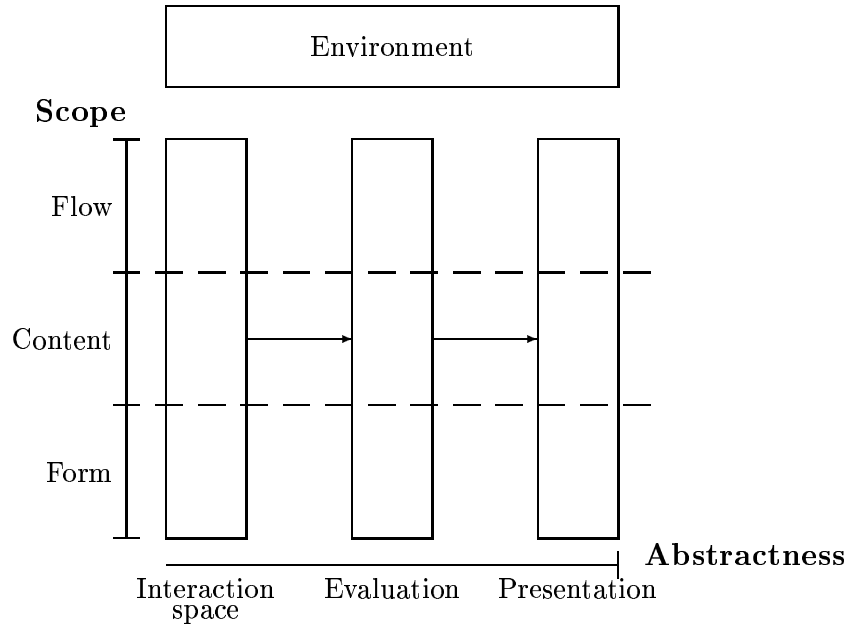 Environment
Scope
Flow
Content
Form
Abstractness
Interaction Evaluation Presentation
space